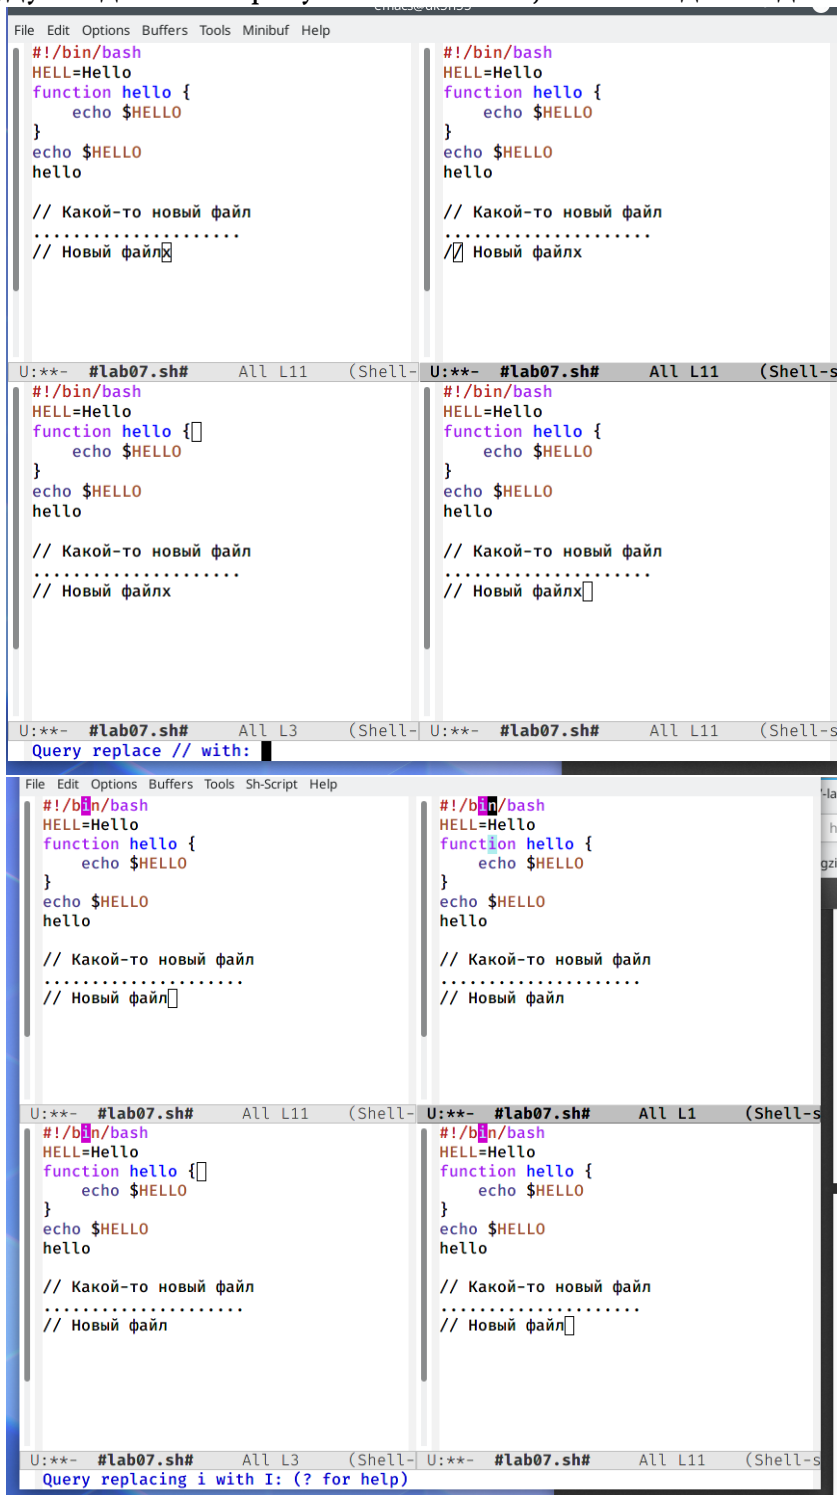 emacs@dk3n55
File Edit Options Buffers Tools Minibuf Help
#!/bin/bash
HELL=Hello
function hello {
echo $HELLO
}
echo $HELLO
hello
// Какой-то новый файл
.....................
// Новый файлx
U:**- #lab07.sh# All L11 (Shell-
#!/bin/bash
HELL=Hello
function hello {
echo $HELLO
}
echo $HELLO
hello
// Какой-то новый файл
.....................
// Новый файлx
U:**- #lab07.sh# All L11 (Shell-s
#!/bin/bash
HELL=Hello
function hello {
echo $HELLO
}
echo $HELLO
hello
// Какой-то новый файл
.....................
// Новый файлx
U:**- #lab07.sh# All L3 (Shell-
#!/bin/bash
HELL=Hello
function hello {
echo $HELLO
}
echo $HELLO
hello
// Какой-то новый файл
.....................
// Новый файлx
U:**- #lab07.sh# All L11 (Shell-s
Query replace // with:
File Edit Options Buffers Tools Sh-Script Help
#!/bin/bash
HELL=Hello
function hello {
echo $HELLO
}
echo $HELLO
hello
// Какой-то новый файл
.....................
// Новый файл
U:**- #lab07.sh# All L11 (Shell-
#!/bin/bash
HELL=Hello
function hello {
echo $HELLO
}
echo $HELLO
hello
// Какой-то новый файл
.....................
// Новый файл
U:**- #lab07.sh# All L1 (Shell-s
#!/bin/bash
HELL=Hello
function hello {
echo $HELLO
}
echo $HELLO
hello
// Какой-то новый файл
.....................
// Новый файл
U:**- #lab07.sh# All L3 (Shell-
#!/bin/bash
HELL=Hello
function hello {
echo $HELLO
}
echo $HELLO
hello
// Какой-то новый файл
.....................
// Новый файл
U:**- #lab07.sh# All L11 (Shell-s
Query replacing i with I: (? for help)